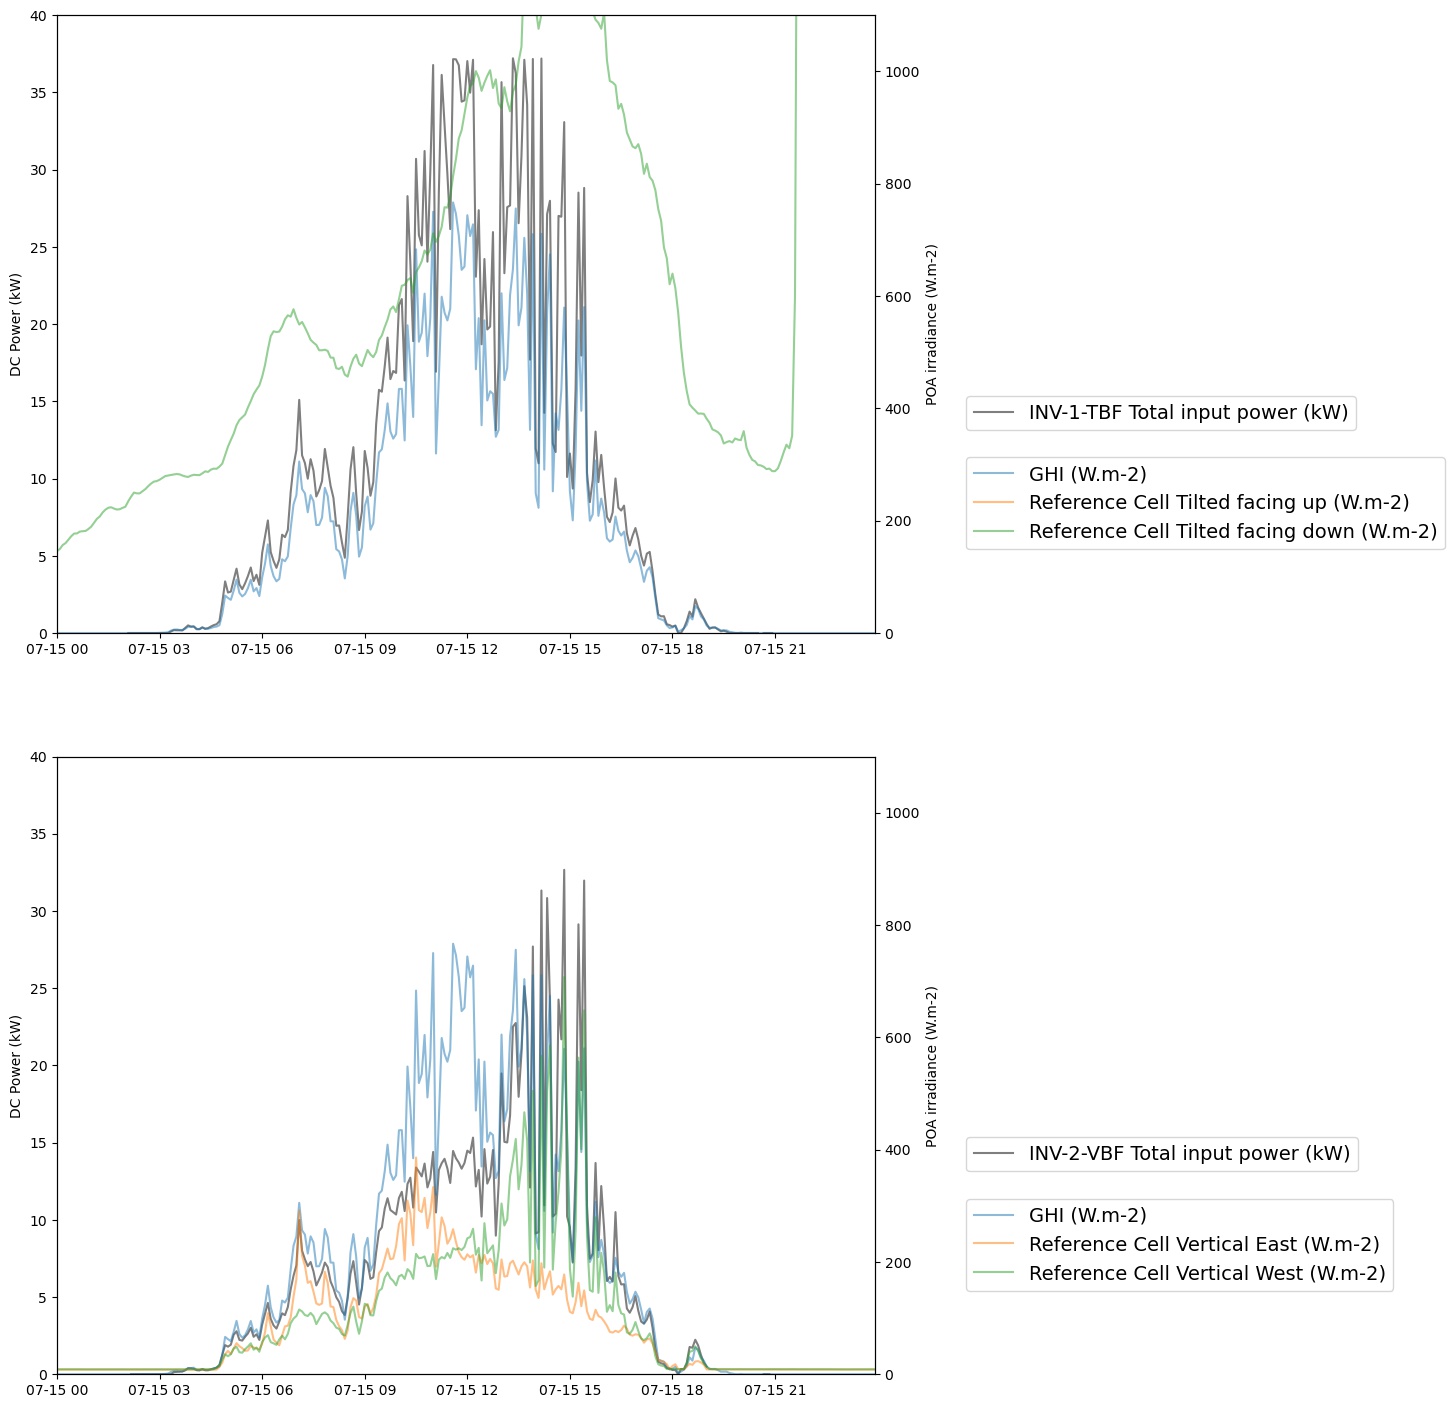 40
35
30
25
20
15
10
5
0
DC Power (kW)
1000
800
600
400
200
0
POA irradiance (W.m-2)
07-15 00 07-15 03 07-15 06 07-15 09 07-15 12 07-15 15 07-15 18 07-15 21
INV-1-TBF Total input power (kW)
GHI (W.m-2)
Reference Cell Tilted facing up (W.m-2)
Reference Cell Tilted facing down (W.m-2)
40
35
30
25
20
15
10
5
0
DC Power (kW)
1000
800
600
400
200
0
POA irradiance (W.m-2)
07-15 00 07-15 03 07-15 06 07-15 09 07-15 12 07-15 15 07-15 18 07-15 21
INV-2-VBF Total input power (kW)
GHI (W.m-2)
Reference Cell Vertical East (W.m-2)
Reference Cell Vertical West (W.m-2)